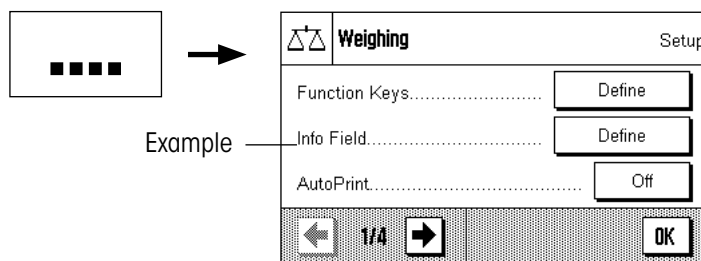 Weighing Setup
Function Keys........................ Define
Example Info Field................................ Define
AutoPrint....................................... Off
1/4 OK